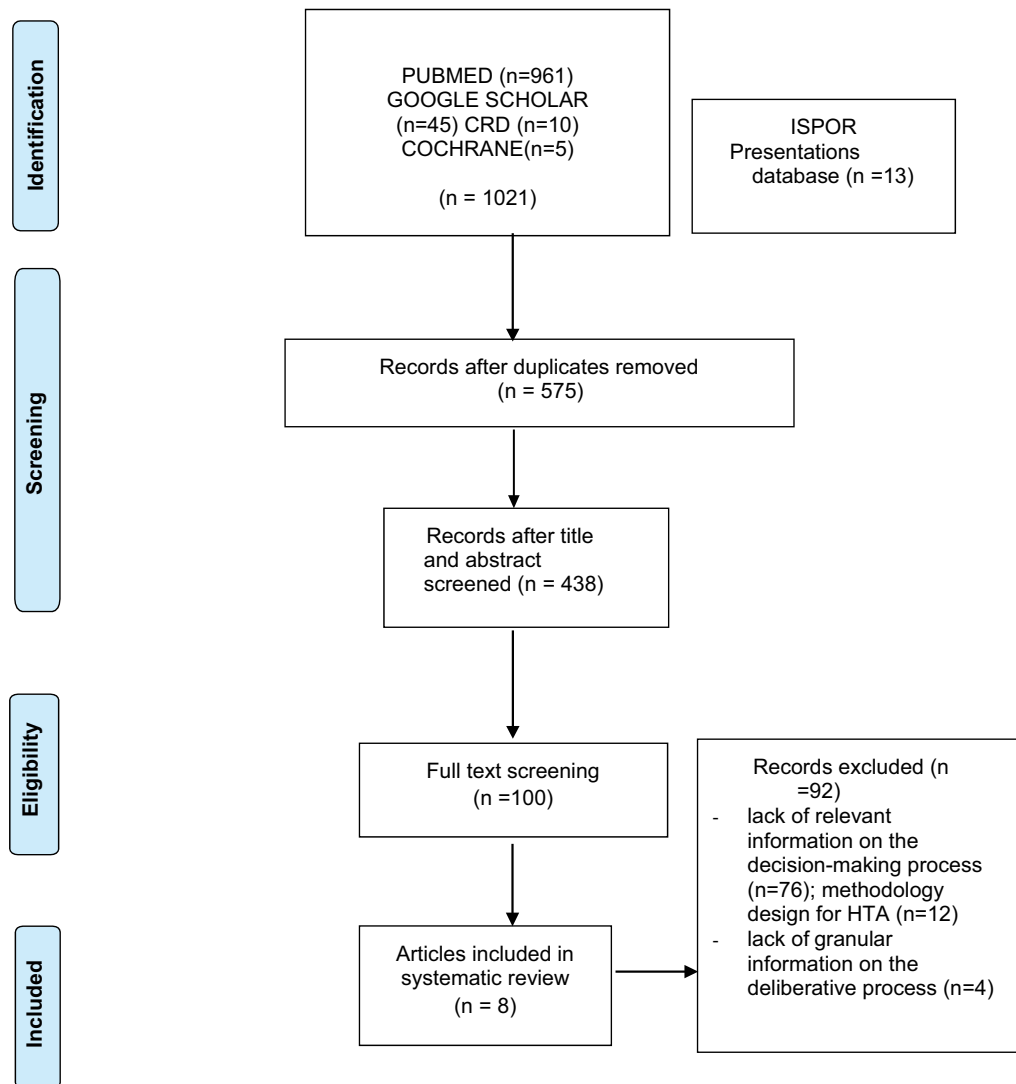 Identification
PUBMED (n=961)
GOOGLE SCHOLAR
(n=45) CRD (n=10)
COCHRANE(n=5)
(n = 1021)
ISPOR
Presentations
database (n =13)
Screening
Records after duplicates removed
(n = 575)
Records after title
and abstract
screened (n = 438)
Eligibility
Full text screening
(n =100)
Records excluded (n
=92)
- lack of relevant
information on the
decision-making process
(n=76); methodology
design for HTA (n=12)
- lack of granular
information on the
deliberative process (n=4)
Included
Articles included in
systematic review
(n = 8)